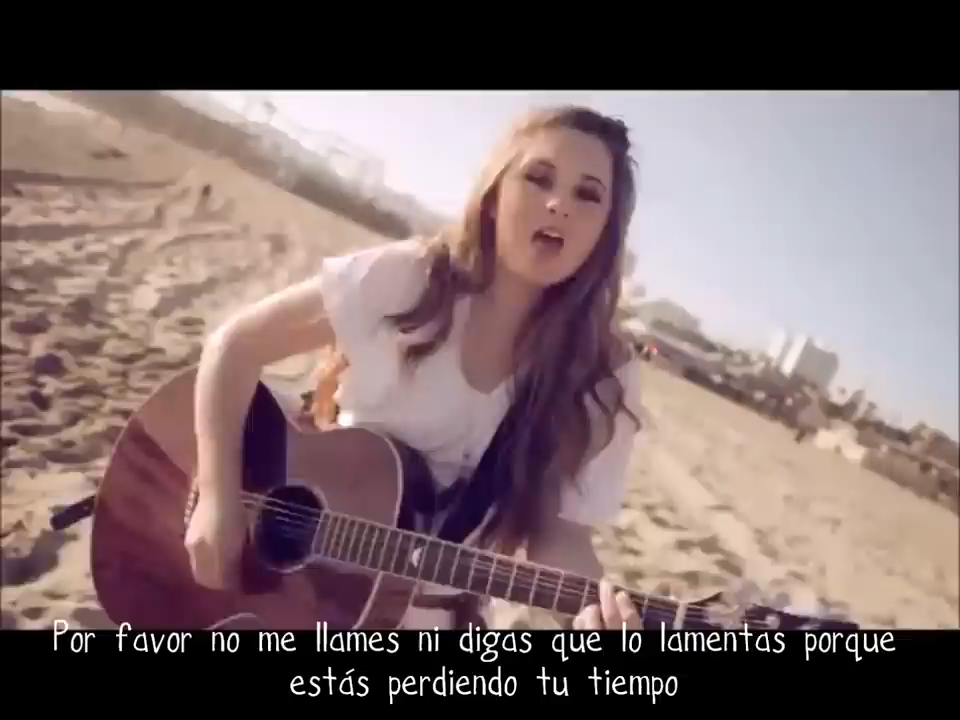 Por favor no me llames ni digas que lo lamentas porque
estás perdiendo tu tiempo